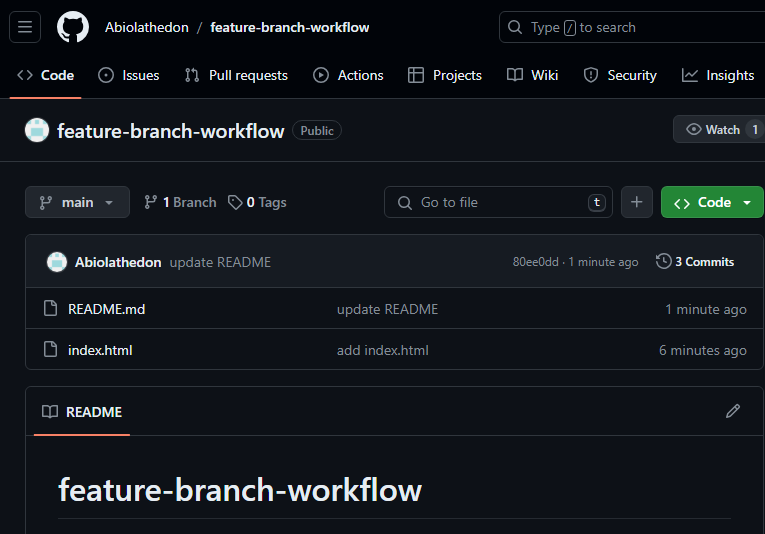 Abiolathedon / feature-branch-workflow Type / to search
Code Issues Pull requests Actions Projects Wiki Security Insights
feature-branch-workflow Public Watch 1
main 1 Branch 0 Tags Go to file t Code
Abiolathedon update README 80ee0dd · 1 minute ago 3 Commits
README.md update README 1 minute ago
index.html add index.html 6 minutes ago
README
feature-branch-workflow